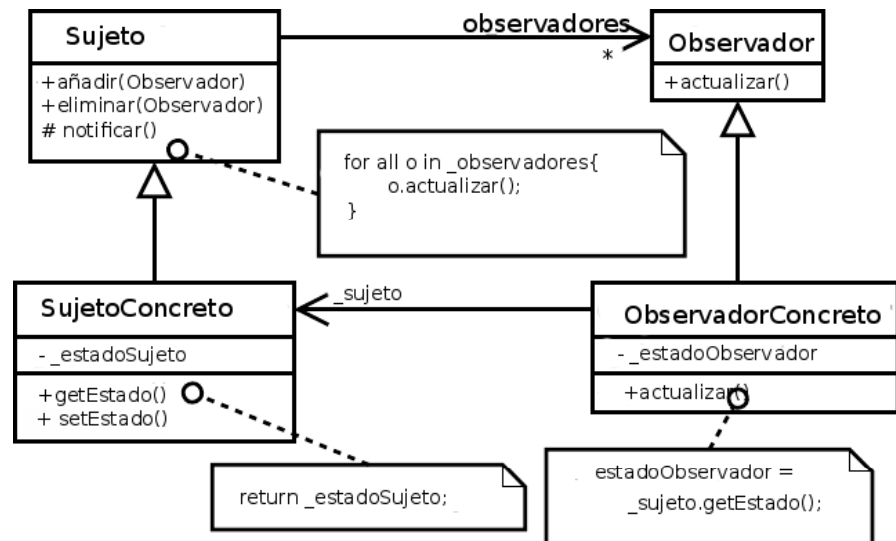 Sujeto
+añadir(Observador)
+eliminar(Observador)
# notificar()
observadores
*
Observador
+actualizar()
for all o in _observadores{
o.actualizar();
}
SujetoConcreto
- _estadoSujeto
+getEstado()
+ setEstado()
_sujeto
ObservadorConcreto
- _estadoObservador
+actualizar()
return _estadoSujeto;
estadoObservador =
_sujeto.getEstado();